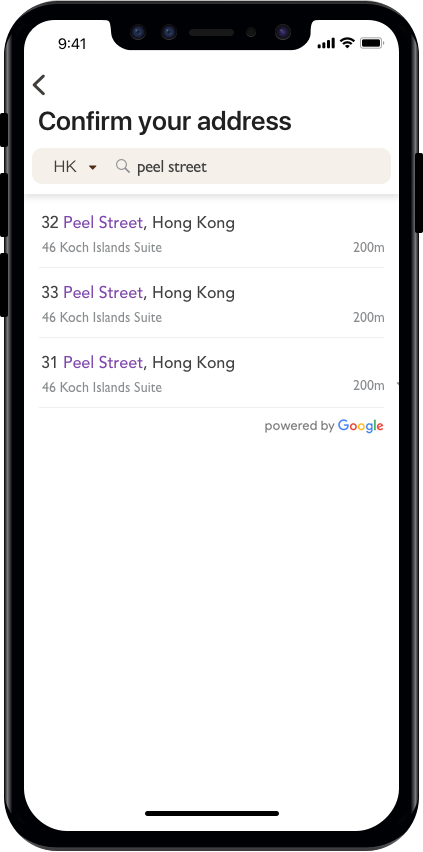 9:41
Confirm your address
HK peel street
32 Peel Street, Hong Kong
46 Koch Islands Suite 200m
33 Peel Street, Hong Kong
46 Koch Islands Suite 200m
31 Peel Street, Hong Kong
46 Koch Islands Suite 200m
powered by Google